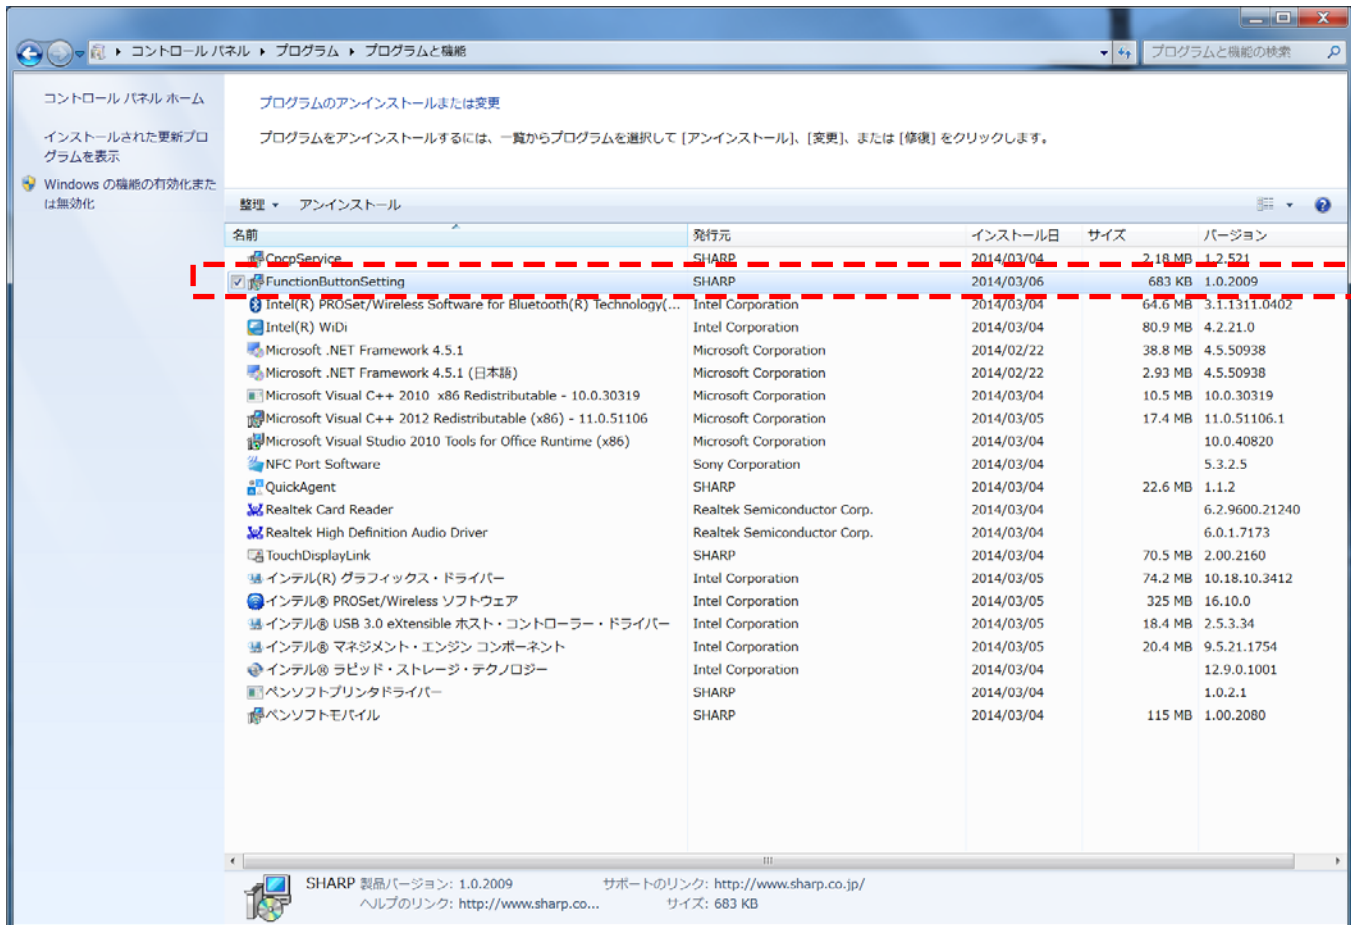 コントロール パネル ▸ プログラム ▸ プログラムと機能
プログラムと機能の検索
コントロール パネル ホーム
インストールされた更新プロ
グラムを表示
Windows の機能の有効化また
は無効化
プログラムのアンインストールまたは変更
プログラムをアンインストールするには、一覧からプログラムを選択して [アンインストール]、[変更]、または [修復] をクリックします。
整理 アンインストール
名前 発行元 インストール日 サイズ バージョン
CncpService SHARP 2014/03/04 2.18 MB 1.2.521
FunctionButtonSetting SHARP 2014/03/06 683 KB 1.0.2009
Intel(R) PROSet/Wireless Software for Bluetooth(R) Technology(... Intel Corporation 2014/03/04 64.6 MB 3.1.1311.0402
Intel(R) WiDi Intel Corporation 2014/03/04 80.9 MB 4.2.21.0
Microsoft .NET Framework 4.5.1 Microsoft Corporation 2014/02/22 38.8 MB 4.5.50938
Microsoft .NET Framework 4.5.1 (日本語) Microsoft Corporation 2014/02/22 2.93 MB 4.5.50938
Microsoft Visual C++ 2010 x86 Redistributable - 10.0.30319 Microsoft Corporation 2014/03/04 10.5 MB 10.0.30319
Microsoft Visual C++ 2012 Redistributable (x86) - 11.0.51106 Microsoft Corporation 2014/03/05 17.4 MB 11.0.51106.1
Microsoft Visual Studio 2010 Tools for Office Runtime (x86) Microsoft Corporation 2014/03/04 10.0.40820
NFC Port Software Sony Corporation 2014/03/04 5.3.2.5
QuickAgent SHARP 2014/03/04 22.6 MB 1.1.2
Realtek Card Reader Realtek Semiconductor Corp. 2014/03/04 6.2.9600.21240
Realtek High Definition Audio Driver Realtek Semiconductor Corp. 2014/03/04 6.0.1.7173
TouchDisplayLink SHARP 2014/03/04 70.5 MB 2.00.2160
インテル(R) グラフィックス・ドライバー Intel Corporation 2014/03/05 74.2 MB 10.18.10.3412
インテル® PROSet/Wireless ソフトウェア Intel Corporation 2014/03/05 325 MB 16.10.0
インテル® USB 3.0 eXtensible ホスト・コントローラー・ドライバー Intel Corporation 2014/03/05 18.4 MB 2.5.3.34
インテル® マネジメント・エンジン コンポーネント Intel Corporation 2014/03/05 20.4 MB 9.5.21.1754
インテル® ラピッド・ストレージ・テクノロジー Intel Corporation 2014/03/04 12.9.0.1001
ペンソフトプリンタドライバー SHARP 2014/03/04 1.0.2.1
ペンソフトモバイル SHARP 2014/03/04 115 MB 1.00.2080
SHARP 製品バージョン: 1.0.2009 サポートのリンク: http://www.sharp.co.jp/
ヘルプのリンク: http://www.sharp.co... サイズ: 683 KB